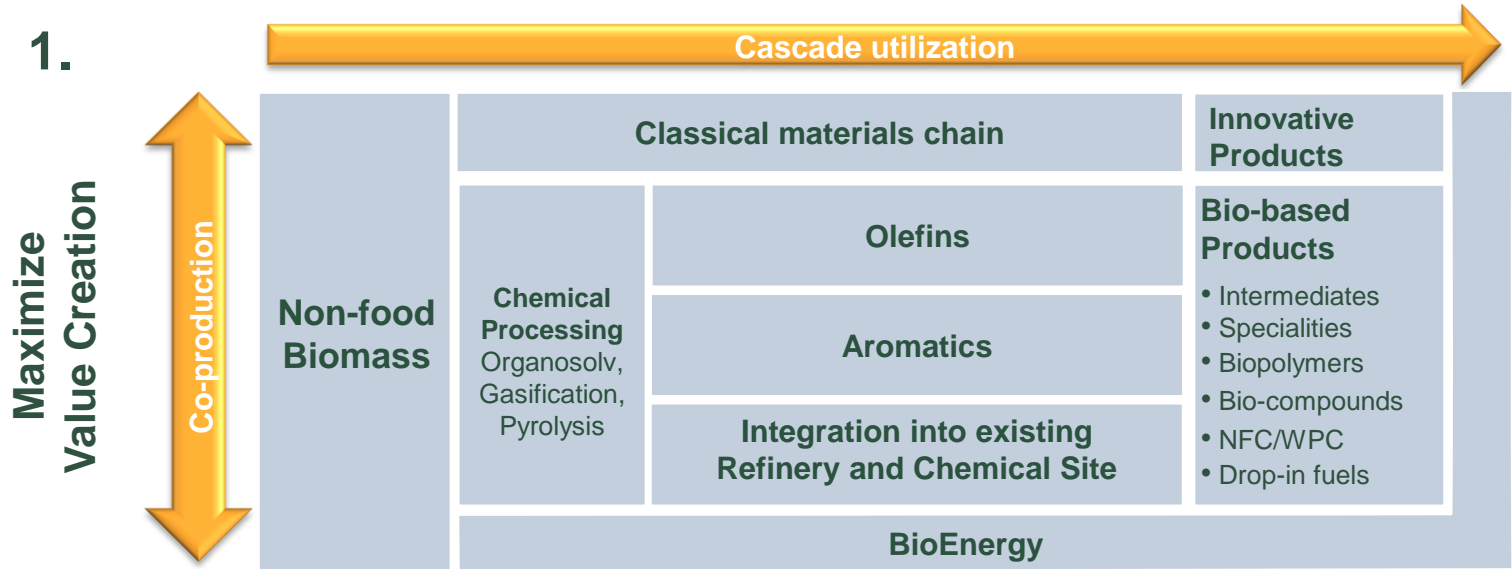 1.
Cascade utilization
Maximize
Value Creation
Co-production
Non-food
Biomass
Classical materials chain
Innovative
Products
Chemical
Processing
Organosolv,
Gasification,
Pyrolysis
Olefins
Aromatics
Integration into existing
Refinery and Chemical Site
Bio-based
Products
• Intermediates
• Specialities
• Biopolymers
• Bio-compounds
• NFC/WPC
• Drop-in fuels
BioEnergy